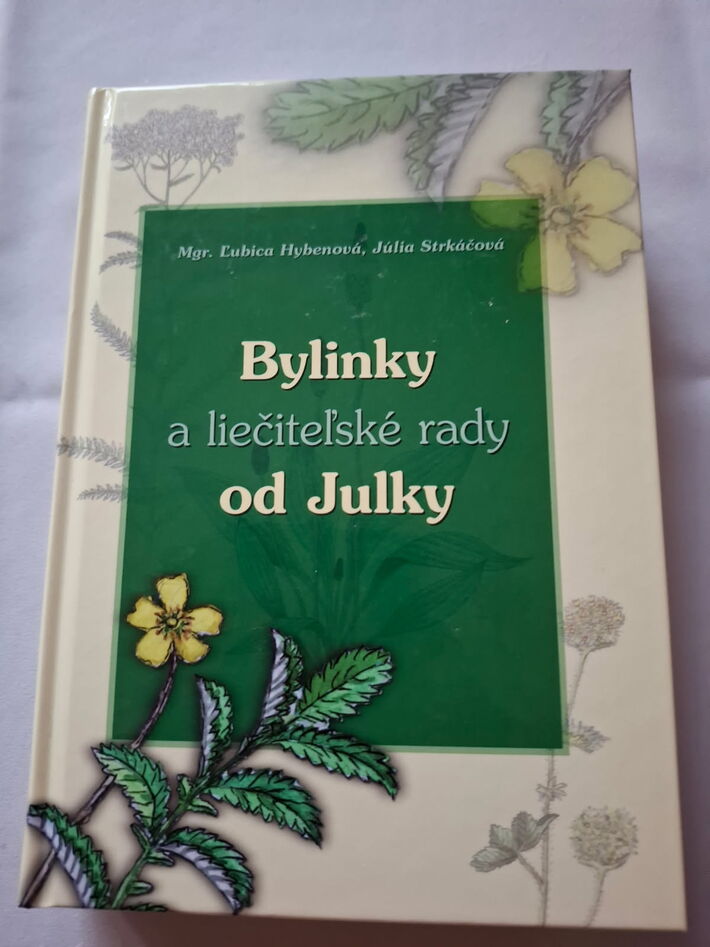 Mgr. Ľubica Hybenová, Júlia Strkáčová
Bylinky
a liečiteľské rady
od Julky